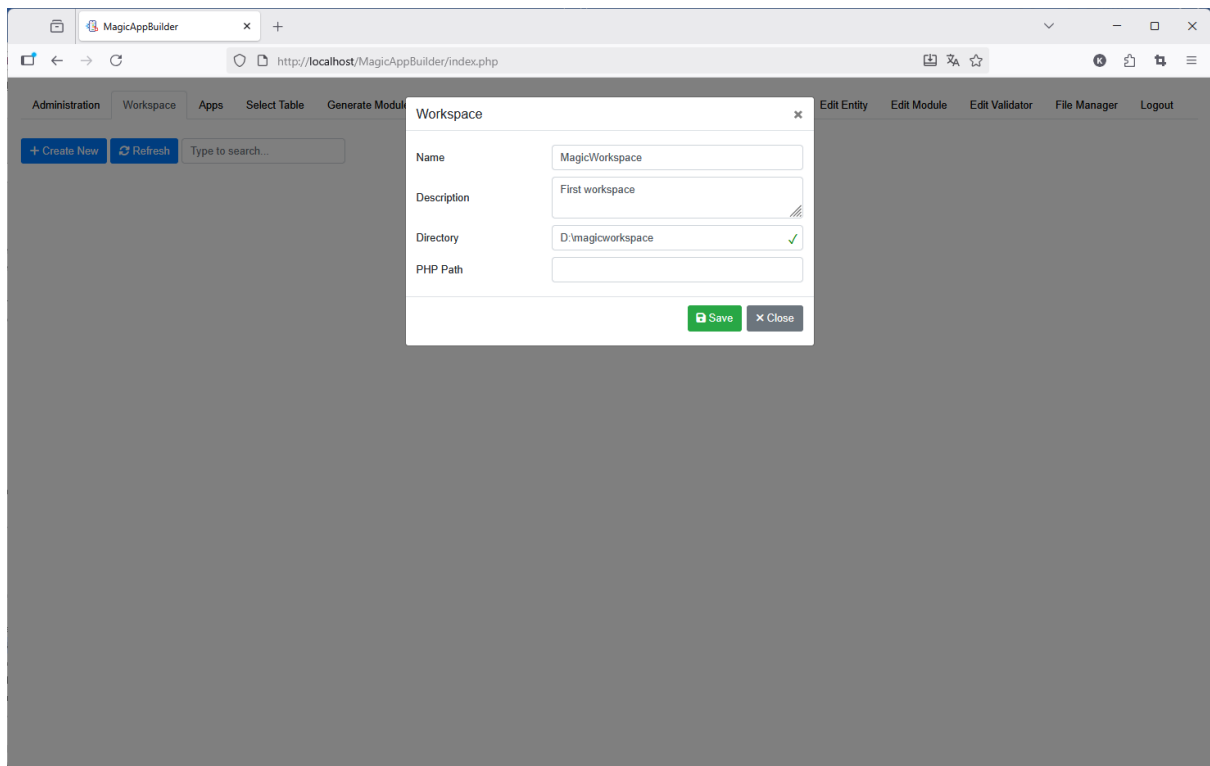 MagicAppBuilder
http://localhost/MagicAppBuilder/index.php
K
Administration Workspace Apps Select Table Generate Module Edit Entity Edit Module Edit Validator File Manager Logout
Workspace
+ Create New Refresh Type to search...
Name MagicWorkspace
Description First workspace
Directory D:\magicworkspace
PHP Path
Save × Close